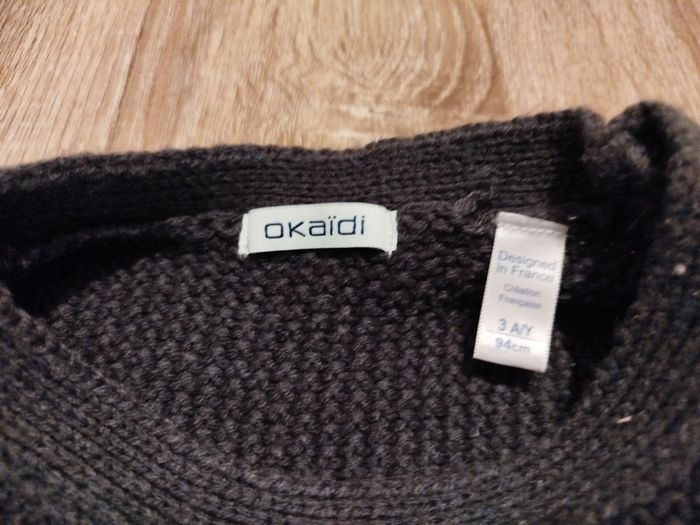 okaïdi
Designed
in France
Création
Française
3 A/Y
94cm